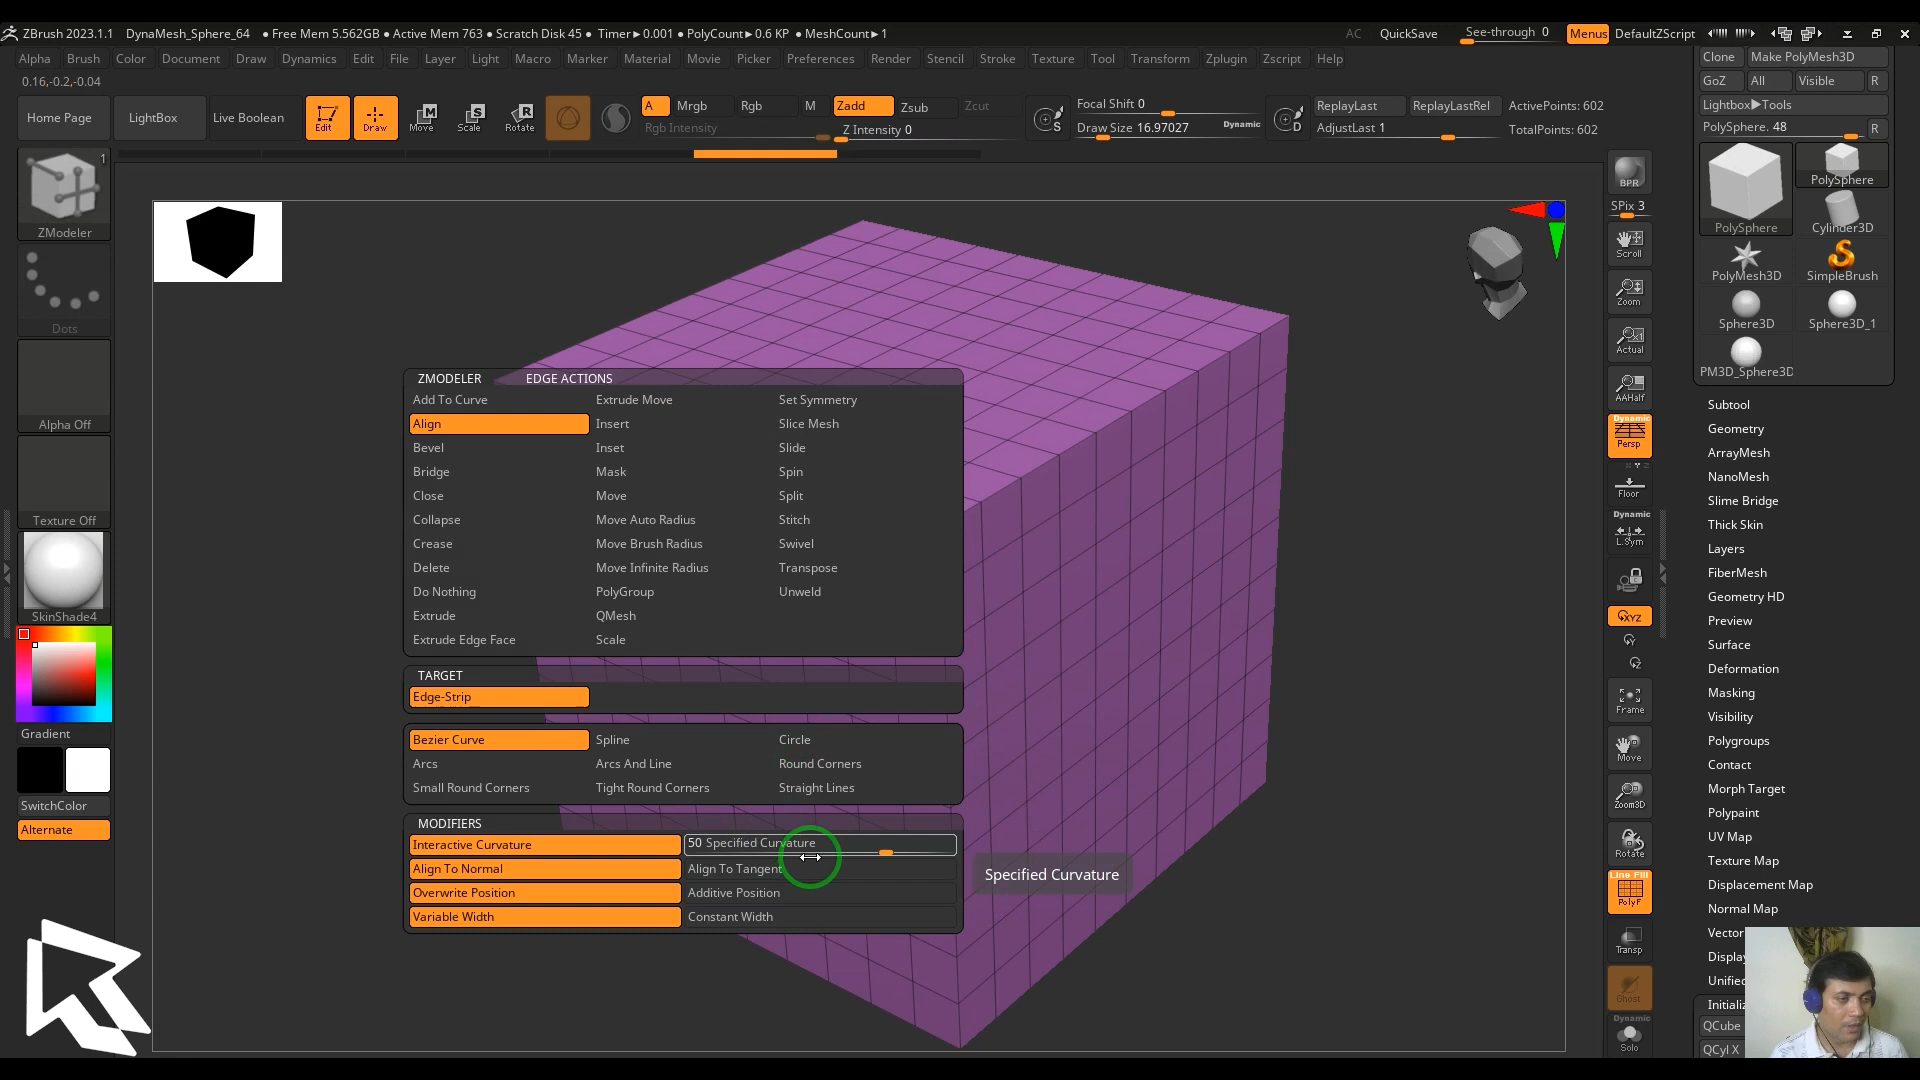 ZBrush 2023.1.1 DynaMesh_Sphere_64 ● Free Mem 5.562GB ● Active Mem 763 ● Scratch Disk 45 ● Timer►0.001 ● PolyCount►0.6 KP ● MeshCount►1 AC QuickSave See-through 0 Menus DefaultZScript
Alpha Brush Color Document Draw Dynamics Edit File Layer Light Macro Marker Material Movie Picker Preferences Render Stencil Stroke Texture Tool Transform Zplugin Zscript Help
0.16,-0.2,-0.04
Home Page LightBox Live Boolean Edit Draw Move Scale Rotate
A Mrgb Rgb M Zadd Zsub Zcut
Rgb Intensity Z Intensity 0
S Focal Shift 0
Draw Size 16.97027 Dynamic
D ReplayLast ReplayLastRel ActivePoints: 602
AdjustLast 1 TotalPoints: 602
1
ZModeler
Dots
Alpha Off
Texture Off
SkinShade4
Gradient
SwitchColor
Alternate
ZMODELER EDGE ACTIONS
Add To Curve Extrude Move Set Symmetry
Align Insert Slice Mesh
Bevel Inset Slide
Bridge Mask Spin
Close Move Split
Collapse Move Auto Radius Stitch
Crease Move Brush Radius Swivel
Delete Move Infinite Radius Transpose
Do Nothing PolyGroup Unweld
Extrude QMesh
Extrude Edge Face Scale
TARGET
Edge-Strip
Bezier Curve Spline Circle
Arcs Arcs And Line Round Corners
Small Round Corners Tight Round Corners Straight Lines
MODIFIERS
Interactive Curvature 50 Specified Curvature
Align To Normal Align To Tangent
Overwrite Position Additive Position
Variable Width Constant Width
Specified Curvature
BPR
SPix 3
Scroll
Zoom
Actual
AAHalf
Dynamic
Persp
Floor
Dynamic
L.Sym
XYZ
Y
Z
Frame
Move
Zoom3D
Rotate
Line Fill
PolyF
Transp
Ghost
Dynamic
Solo
Clone Make PolyMesh3D
GoZ All Visible R
Lightbox►Tools
PolySphere. 48 R
PolySphere PolySphere
Cylinder3D
PolyMesh3D SimpleBrush
Sphere3D Sphere3D_1
PM3D_Sphere3D
Subtool
Geometry
ArrayMesh
NanoMesh
Slime Bridge
Thick Skin
Layers
FiberMesh
Geometry HD
Preview
Surface
Deformation
Masking
Visibility
Polygroups
Contact
Morph Target
Polypaint
UV Map
Texture Map
Displacement Map
Normal Map
Vector
Display
Unified
Initializ
QCube
QCyl X